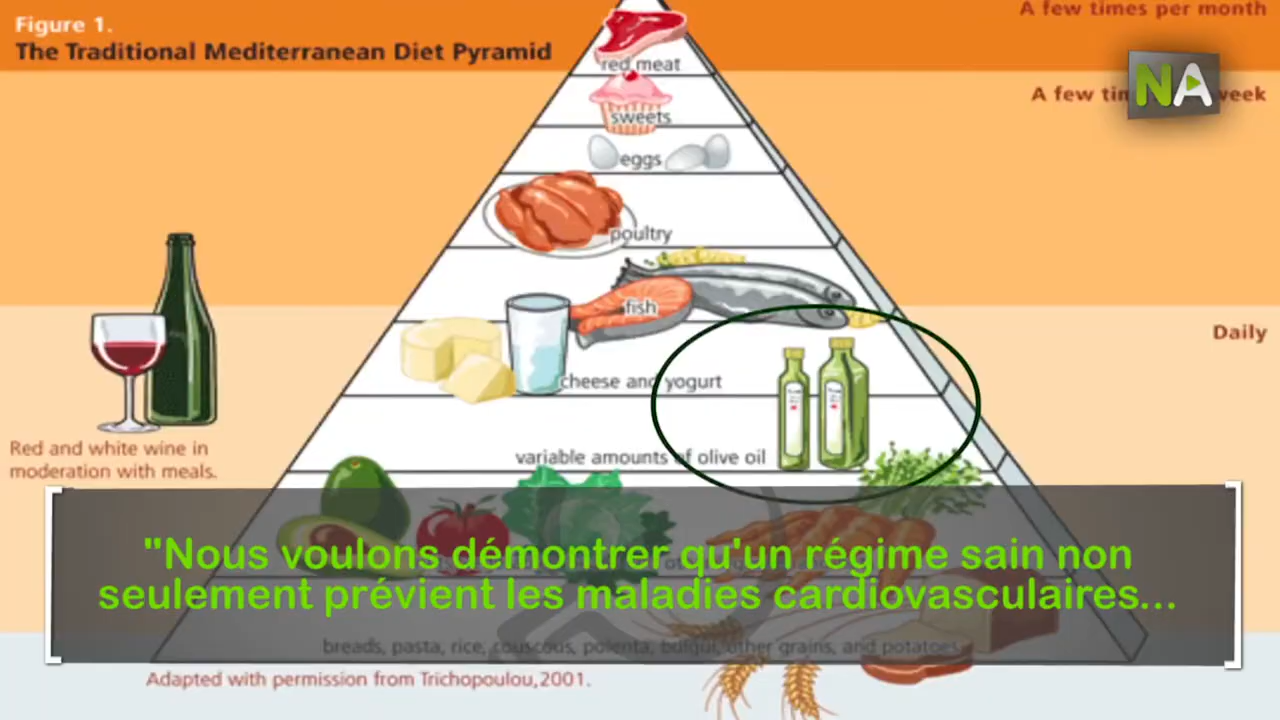 Figure 1.
The Traditional Mediterranean Diet Pyramid
A few times per month
red meat
NA
A few week
sweets
eggs
poultry
fish
Daily
cheese and yogurt
Red and white wine in
moderation with meals.
variable amounts of olive oil
"Nous voulons démontrer qu'un régime sain non
seulement prévient les maladies cardiovasculaires...
breads, pasta, rice, couscous, polenta, bulgur, other grains, and potatoes
Adapted with permission from Trichopoulou, 2001.